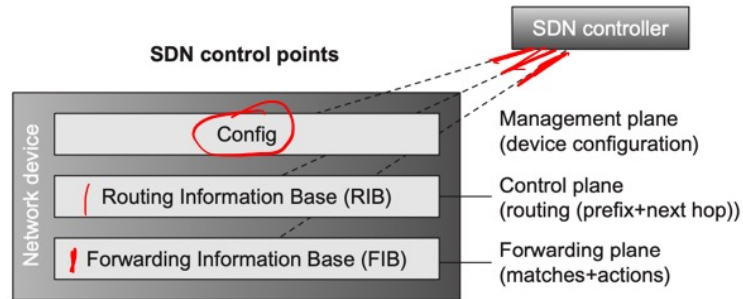 SDN controller
SDN control points
Network device
Config
Management plane
(device configuration)
Routing Information Base (RIB)
Control plane
(routing (prefix+next hop))
Forwarding Information Base (FIB)
Forwarding plane
(matches+actions)